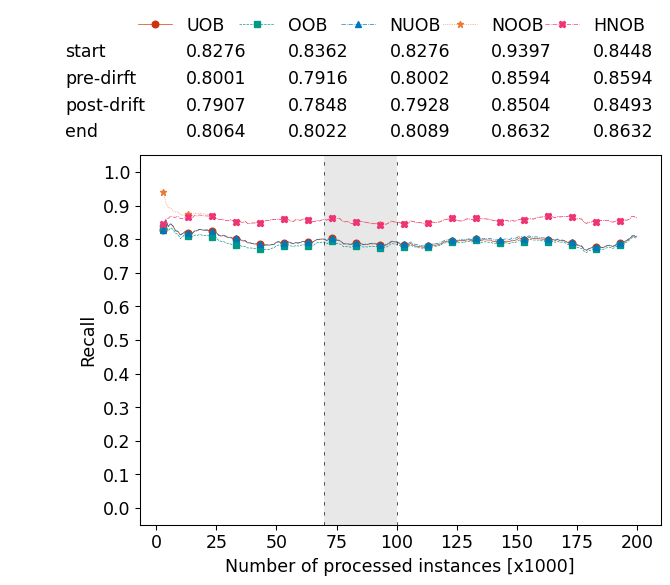 UOB OOB NUOB NOOB HNOB
start 0.8276 0.8362 0.8276 0.9397 0.8448
pre-dirft 0.8001 0.7916 0.8002 0.8594 0.8594
post-drift 0.7907 0.7848 0.7928 0.8504 0.8493
end 0.8064 0.8022 0.8089 0.8632 0.8632
1.0
0.9
0.8
0.7
0.6
0.5
0.4
0.3
0.2
0.1
0.0
Recall
0 25 50 75 100 125 150 175 200
Number of processed instances [x1000]